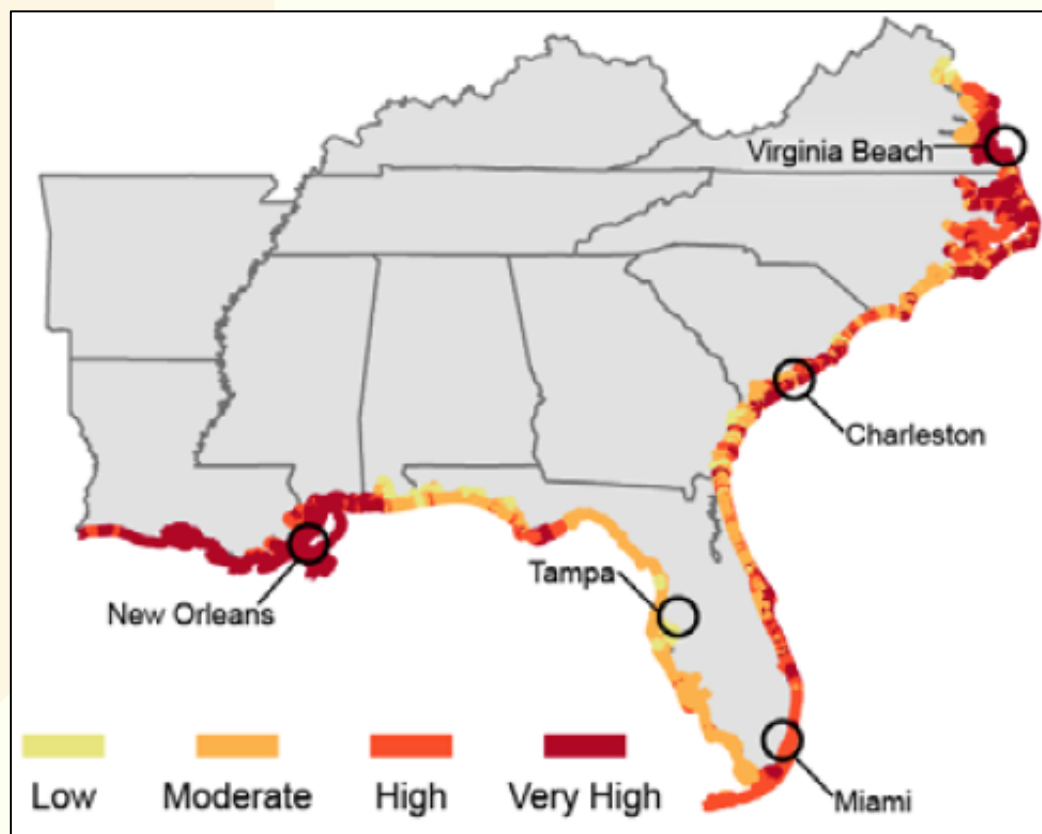 Virginia Beach
Charleston
Tampa
New Orleans
Miami
Low Moderate High Very High